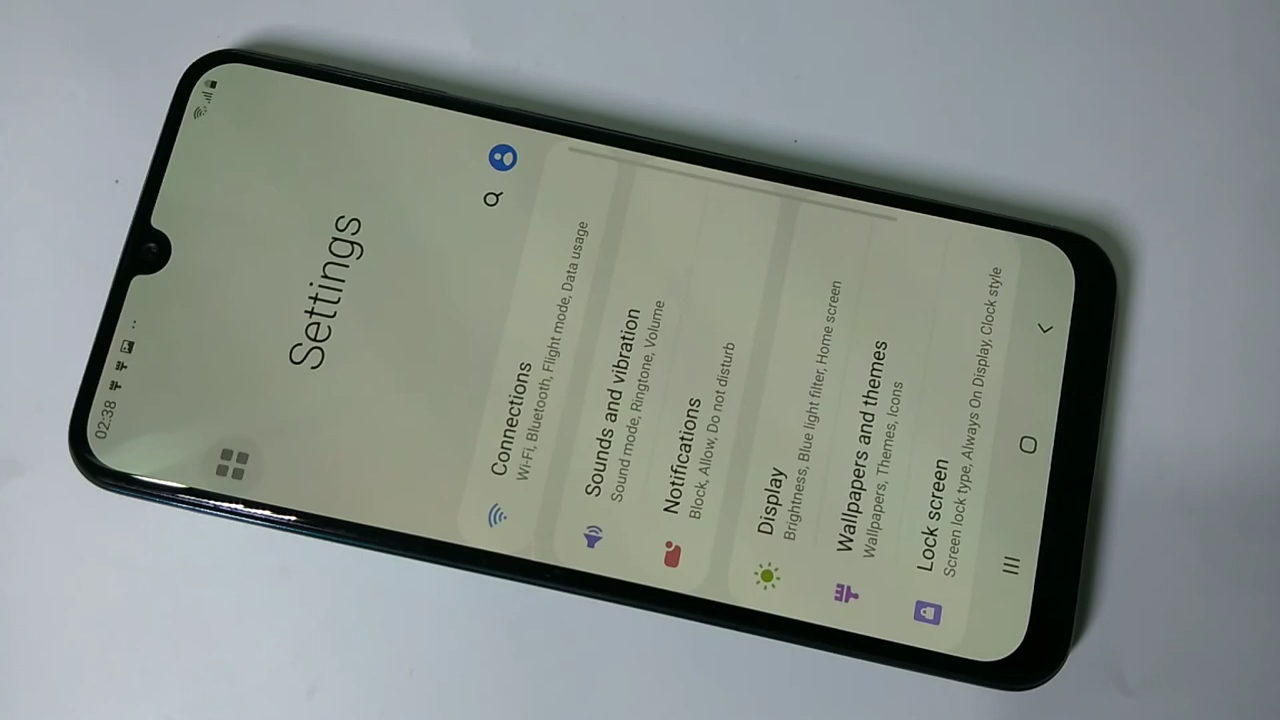 02:38
Settings
Connections
Wi-Fi, Bluetooth, Flight mode, Data usage
Sounds and vibration
Sound mode, Ringtone, Volume
Notifications
Block, Allow, Do not disturb
Display
Brightness, Blue light filter, Home screen
Wallpapers and themes
Wallpapers, Themes, Icons
Lock screen
Screen lock type, Always On Display, Clock style